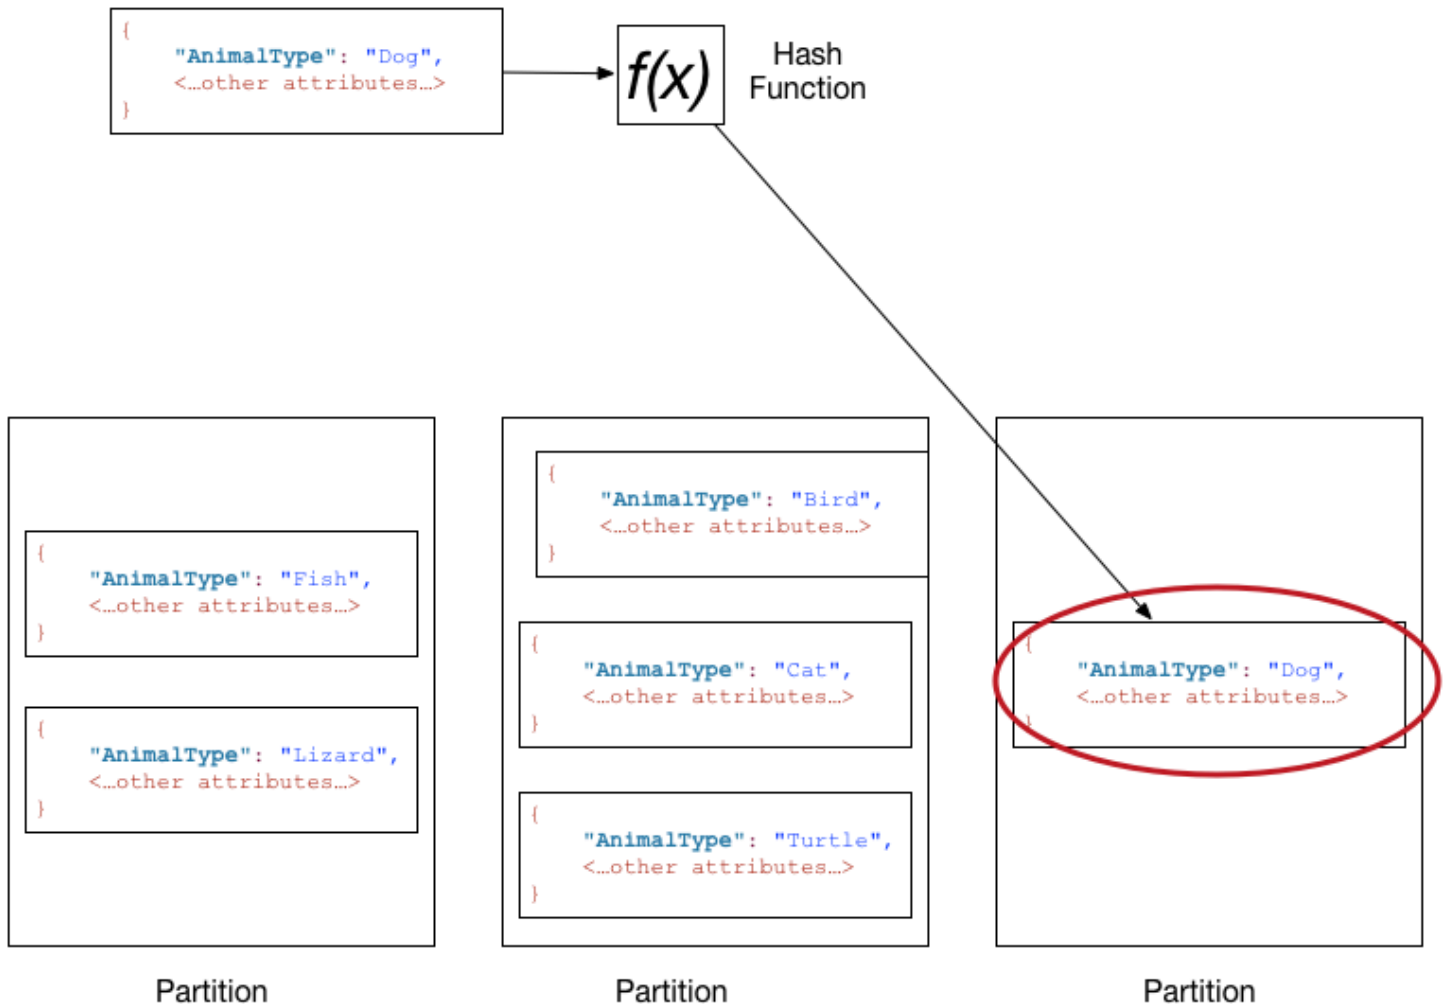 {
"AnimalType": "Dog",
<…other attributes…>
}
f(x)
Hash
Function
{
"AnimalType": "Fish",
<…other attributes…>
}
{
"AnimalType": "Lizard",
<…other attributes…>
}
Partition
{
"AnimalType": "Bird",
<…other attributes…>
}
{
"AnimalType": "Cat",
<…other attributes…>
}
{
"AnimalType": "Turtle",
<…other attributes…>
}
Partition
{
"AnimalType": "Dog",
<…other attributes…>
}
Partition